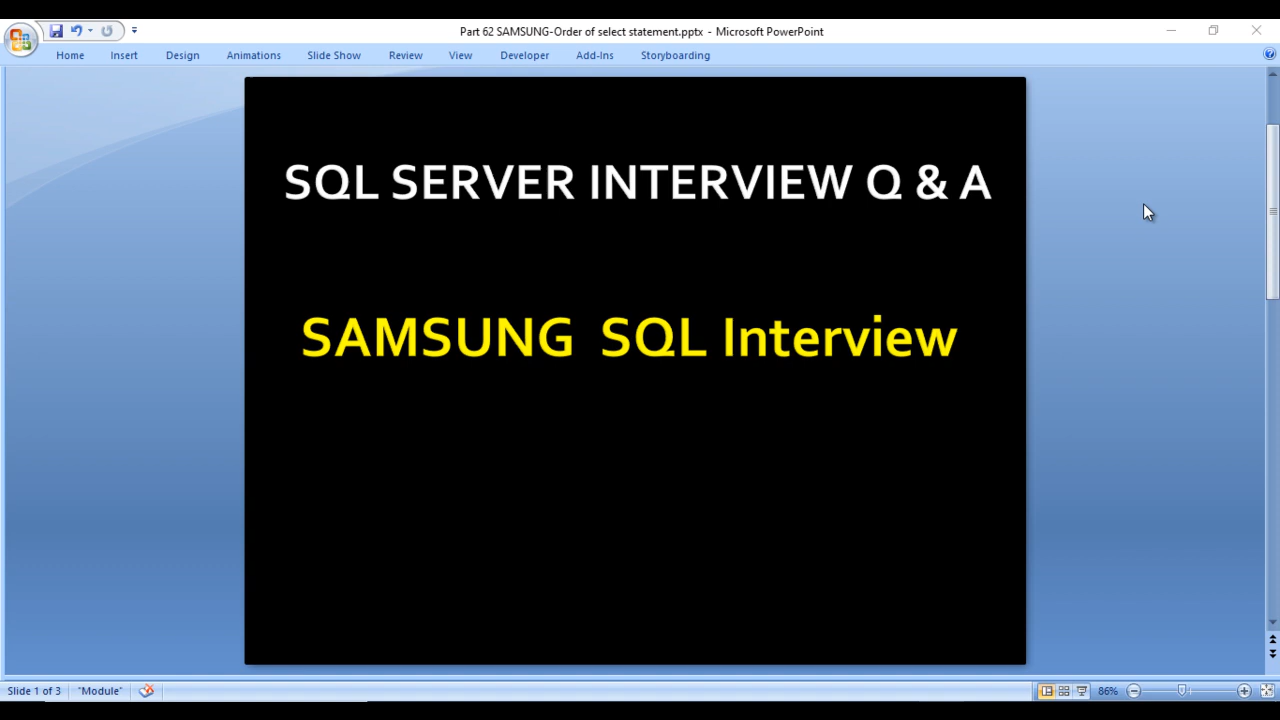 Part 62 SAMSUNG-Order of select statement.pptx - Microsoft PowerPoint
Home Insert Design Animations Slide Show Review View Developer Add-Ins Storyboarding
SQL SERVER INTERVIEW Q & A
SAMSUNG SQL Interview
Slide 1 of 3 "Module" 86%